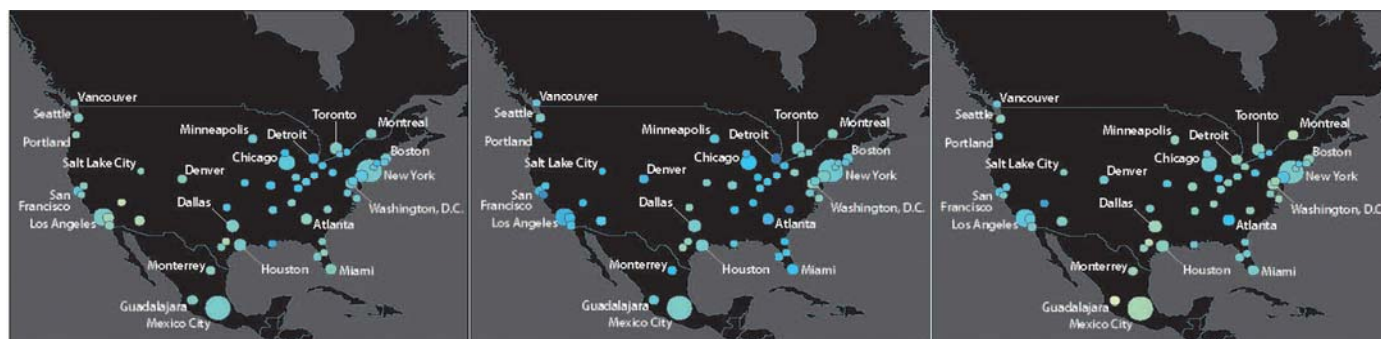 Vancouver
Seattle
Portland
Minneapolis
Detroit
Toronto
Montreal
Salt Lake City
Denver
Chicago
Boston
New York
San
Francisco
Los Angeles
Dallas
Atlanta
Washington, D.C.
Monterrey
Houston
Miami
Guadalajara
Mexico City
Vancouver
Seattle
Portland
Minneapolis
Detroit
Toronto
Montreal
Salt Lake City
Denver
Chicago
Boston
New York
San
Francisco
Los Angeles
Dallas
Atlanta
Washington, D.C.
Monterrey
Houston
Miami
Guadalajara
Mexico City
Vancouver
Seattle
Portland
Minneapolis
Detroit
Toronto
Montreal
Salt Lake City
Denver
Chicago
Boston
New York
San
Francisco
Los Angeles
Dallas
Atlanta
Washington, D.C.
Monterrey
Houston
Miami
Guadalajara
Mexico City